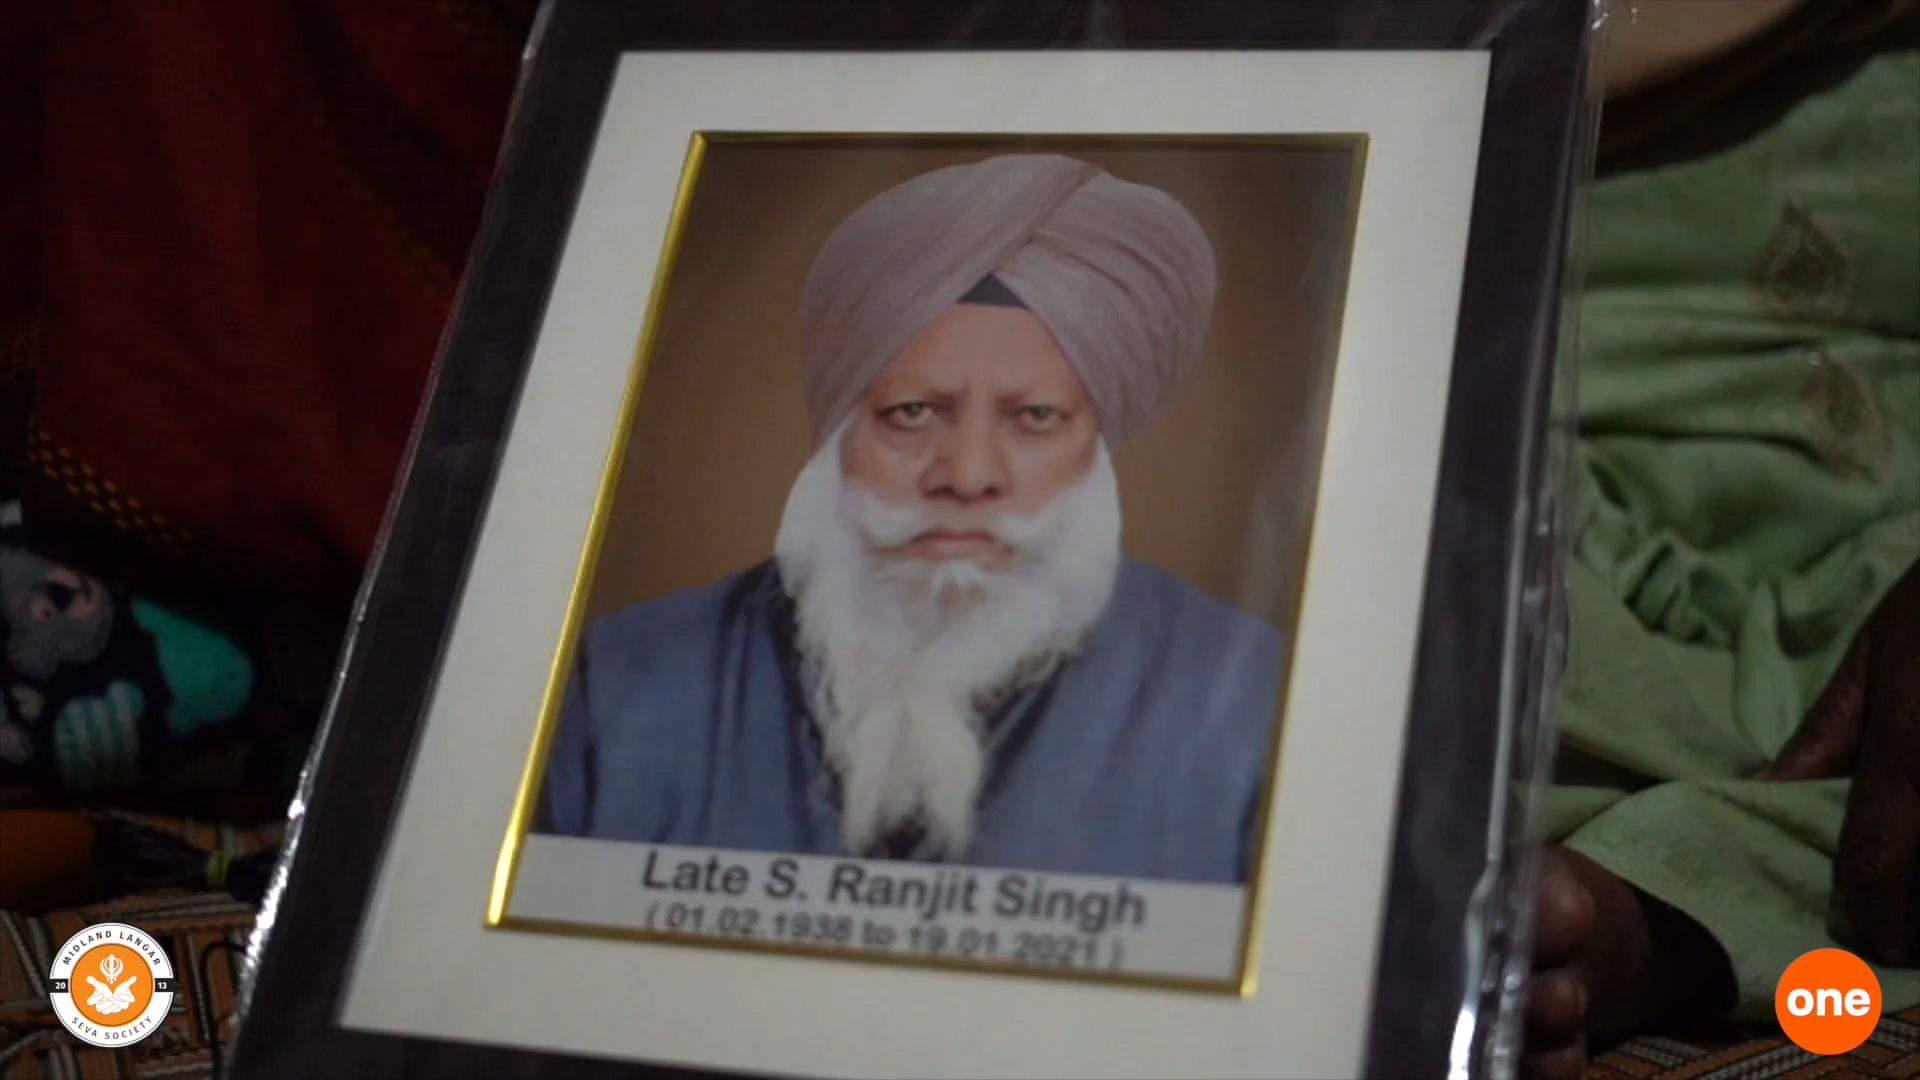 Late S. Ranjit Singh
( 01.02.1938 to 19.01.2021 )
MIDLAND LANGAR
20 13
SEVA SOCIETY
one